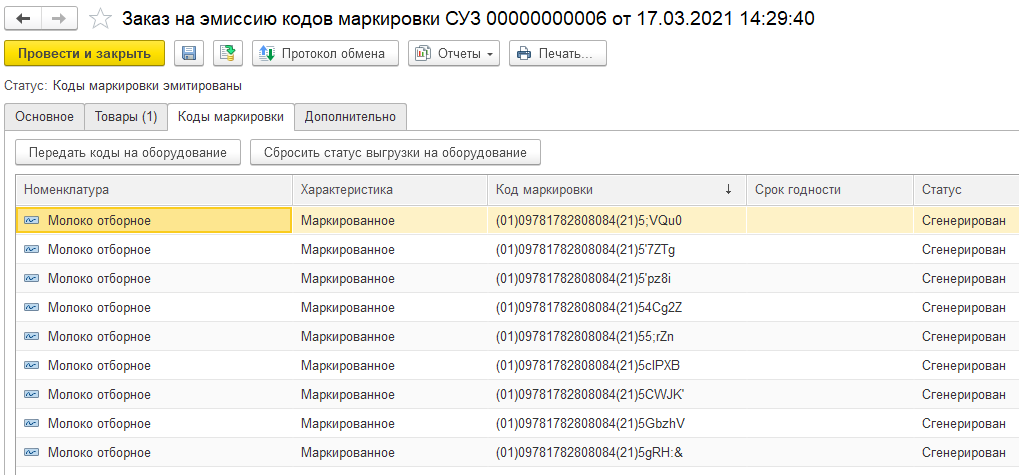 Заказ на эмиссию кодов маркировки СУЗ 00000000006 от 17.03.2021 14:29:40
Провести и закрыть Протокол обмена Отчеты Печать...
Статус: Коды маркировки эмитированы
Основное Товары (1) Коды маркировки Дополнительно
Передать коды на оборудование Сбросить статус выгрузки на оборудование
Номенклатура Характеристика Код маркировки ↓ Срок годности Статус
Молоко отборное Маркированное (01)09781782808084(21)5;VQu0 Сгенерирован
Молоко отборное Маркированное (01)09781782808084(21)5'7ZTg Сгенерирован
Молоко отборное Маркированное (01)09781782808084(21)5'pz8i Сгенерирован
Молоко отборное Маркированное (01)09781782808084(21)54Cg2Z Сгенерирован
Молоко отборное Маркированное (01)09781782808084(21)55;rZn Сгенерирован
Молоко отборное Маркированное (01)09781782808084(21)5cIPXB Сгенерирован
Молоко отборное Маркированное (01)09781782808084(21)5CWJK' Сгенерирован
Молоко отборное Маркированное (01)09781782808084(21)5GbzhV Сгенерирован
Молоко отборное Маркированное (01)09781782808084(21)5gRH:& Сгенерирован